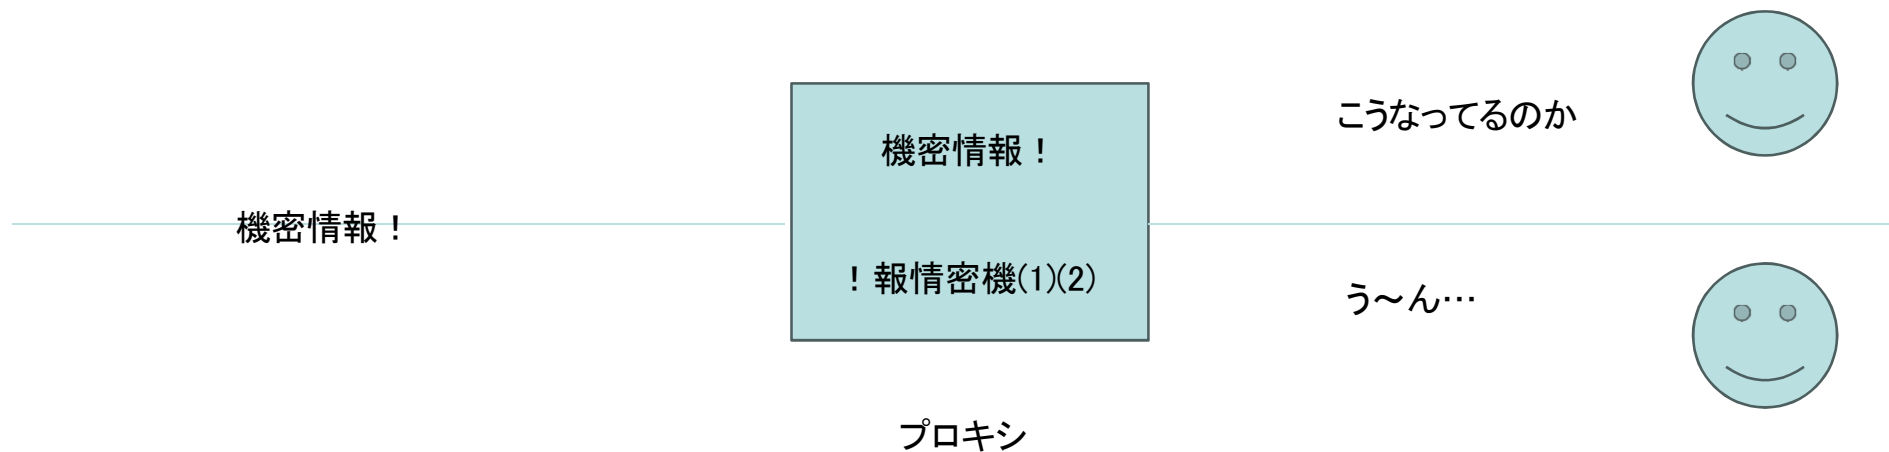 機密情報！
機密情報！
！報情密機(1)(2)
プロキシ
こうなってるのか
う～ん…